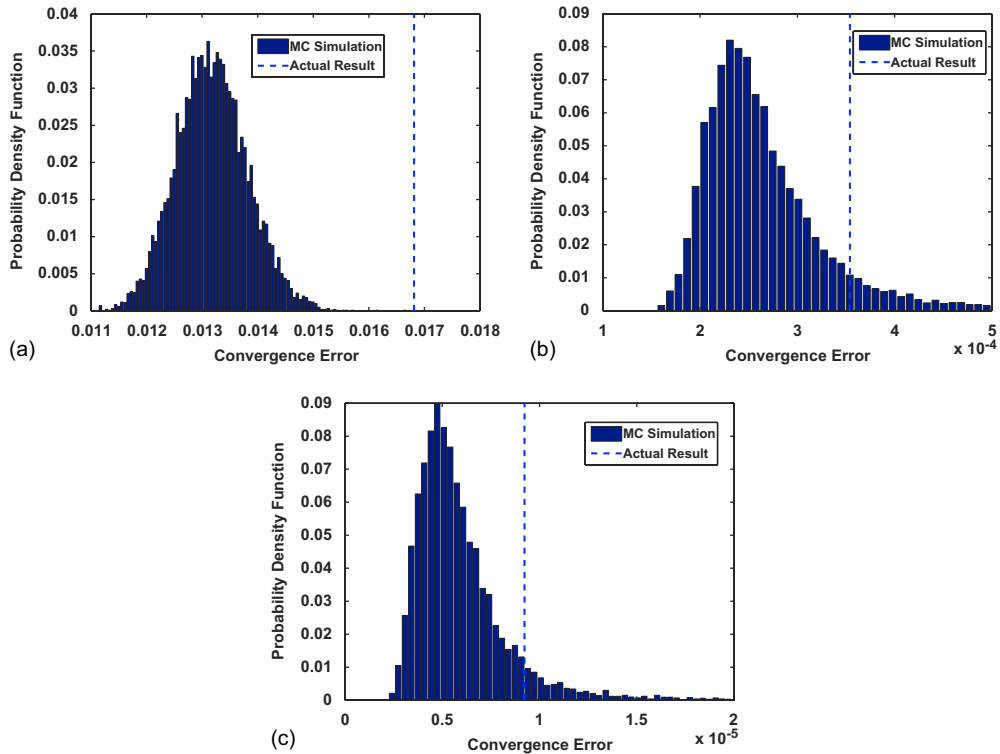 0.04
0.035
0.03
0.025
0.02
0.015
0.01
0.005
0
Probability Density Function
MC Simulation
Actual Result
0.011 0.012 0.013 0.014 0.015 0.016 0.017 0.018
Convergence Error
(a)
0.09
0.08
0.07
0.06
0.05
0.04
0.03
0.02
0.01
0
Probability Density Function
MC Simulation
Actual Result
1 2 3 4 5
x 10-4
Convergence Error
(b)
0.09
0.08
0.07
0.06
0.05
0.04
0.03
0.02
0.01
0
Probability Density Function
MC Simulation
Actual Result
0 0.5 1 1.5 2
x 10-5
Convergence Error
(c)